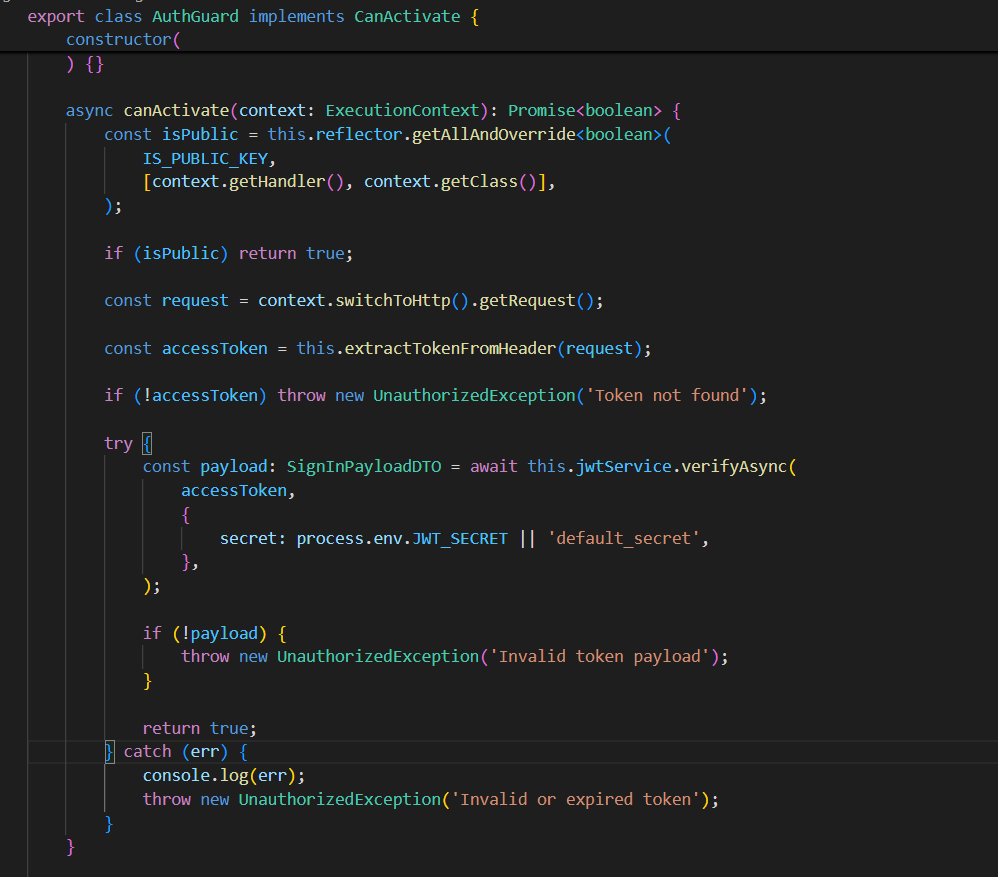 export class AuthGuard implements CanActivate {
constructor(
) {}
async canActivate(context: ExecutionContext): Promise<boolean> {
const isPublic = this.reflector.getAllAndOverride<boolean>(
IS_PUBLIC_KEY,
[context.getHandler(), context.getClass()],
);
if (isPublic) return true;
const request = context.switchToHttp().getRequest();
const accessToken = this.extractTokenFromHeader(request);
if (!accessToken) throw new UnauthorizedException('Token not found');
try {
const payload: SignInPayloadDTO = await this.jwtService.verifyAsync(
accessToken,
{
secret: process.env.JWT_SECRET || 'default_secret',
},
);
if (!payload) {
throw new UnauthorizedException('Invalid token payload');
}
return true;
} catch (err) {
console.log(err);
throw new UnauthorizedException('Invalid or expired token');
}
}